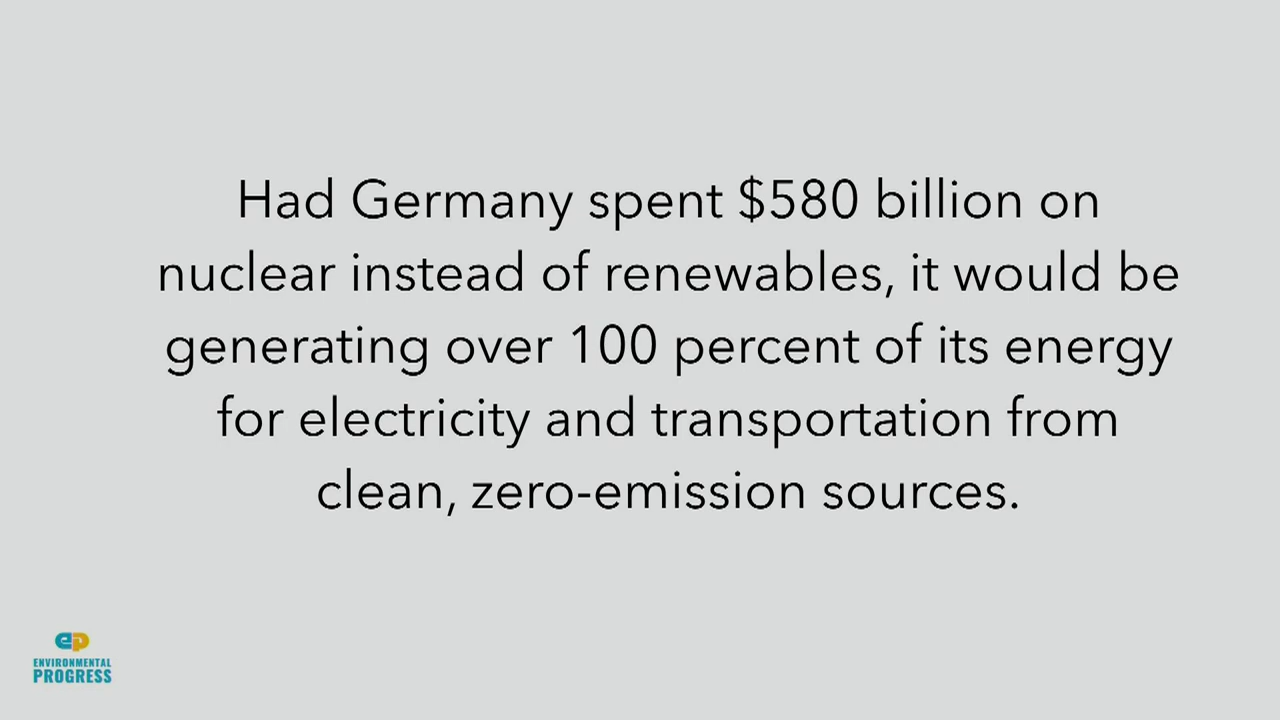 Had Germany spent $580 billion on
nuclear instead of renewables, it would be
generating over 100 percent of its energy
for electricity and transportation from
clean, zero-emission sources.
ep
ENVIRONMENTAL
PROGRESS